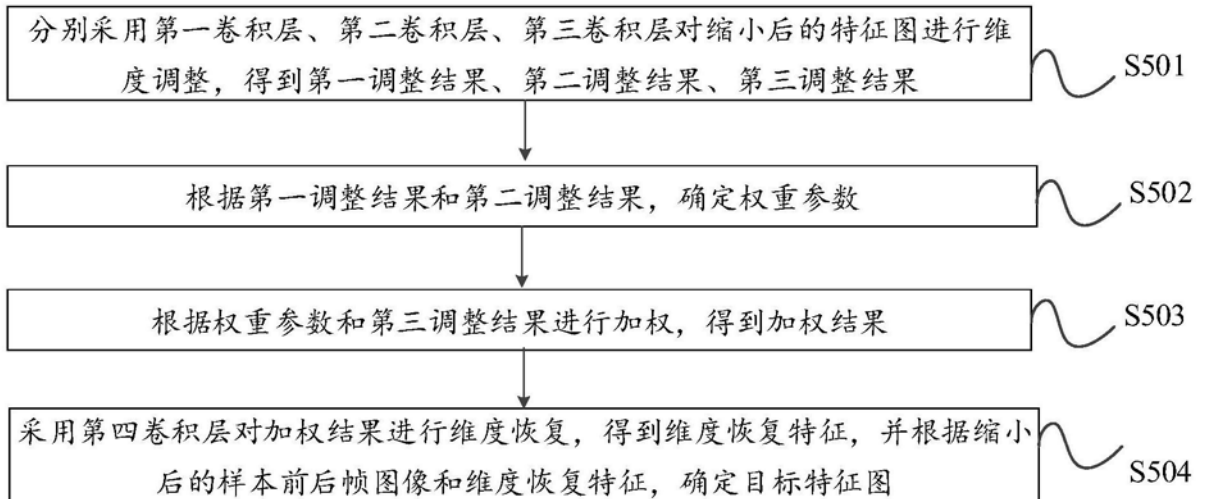 分别采用第一卷积层、第二卷积层、第三卷积层对缩小后的特征图进行维
度调整，得到第一调整结果、第二调整结果、第三调整结果
S501
根据第一调整结果和第二调整结果，确定权重参数
S502
根据权重参数和第三调整结果进行加权，得到加权结果
S503
采用第四卷积层对加权结果进行维度恢复，得到维度恢复特征，并根据缩小
后的样本前后帧图像和维度恢复特征，确定目标特征图
S504